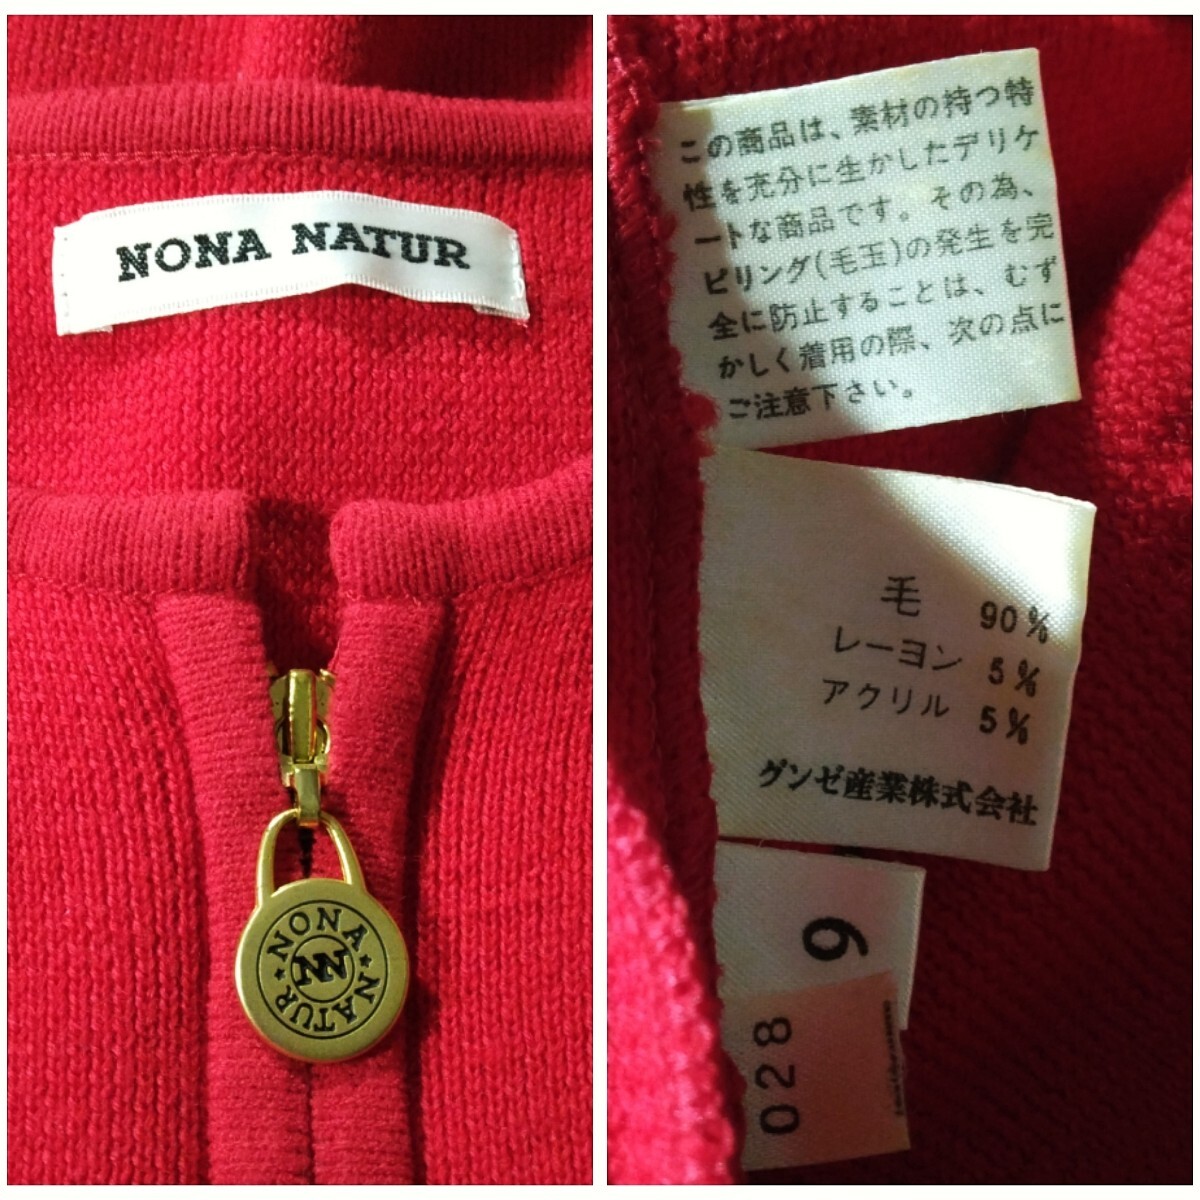 NONA NATUR
NONA
NN
NATUR
この商品は、素材の持つ特
性を充分に生かしたデリケ
ートな商品です。その為、
ピリング(毛玉)の発生を完
全に防止することは、むず
かしく着用の際、次の点に
ご注意下さい。
毛 90%
レーヨン 5%
アクリル 5%
グンゼ産業株式会社
9
028